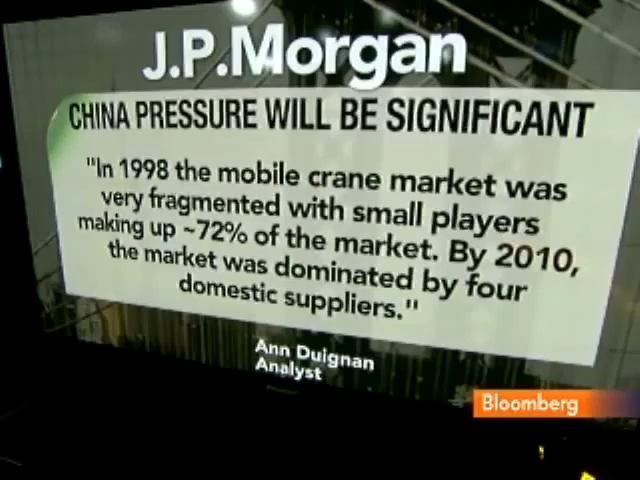 J.P.Morgan
CHINA PRESSURE WILL BE SIGNIFICANT
"In 1998 the mobile crane market was
very fragmented with small players
making up ~72% of the market. By 2010,
the market was dominated by four
domestic suppliers."
Ann Duignan
Analyst
Bloomberg